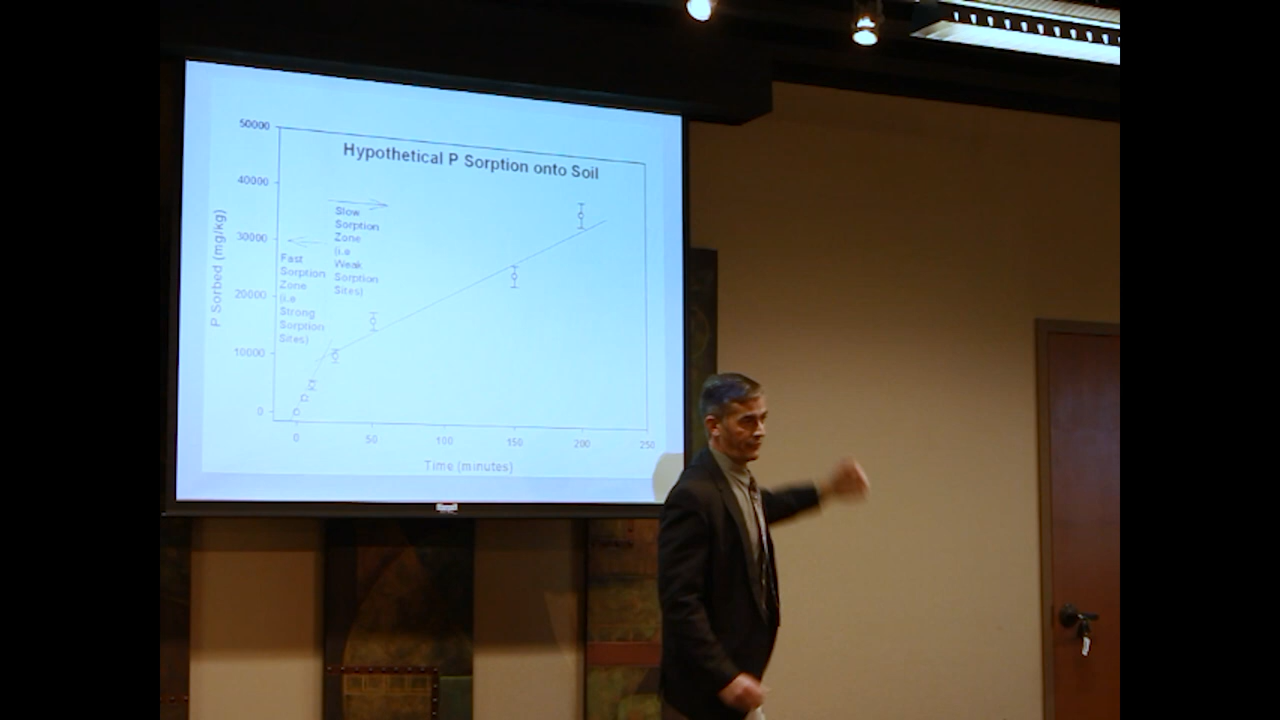 Hypothetical P Sorption onto Soil
50000
40000
30000
20000
10000
0
P Sorbed (mg/kg)
Slow
Sorption
Zone
(i.e
Weak
Sorption
Sites)
Fast
Sorption
Zone
(i.e
Strong
Sorption
Sites)
0 50 100 150 200 250
Time (minutes)